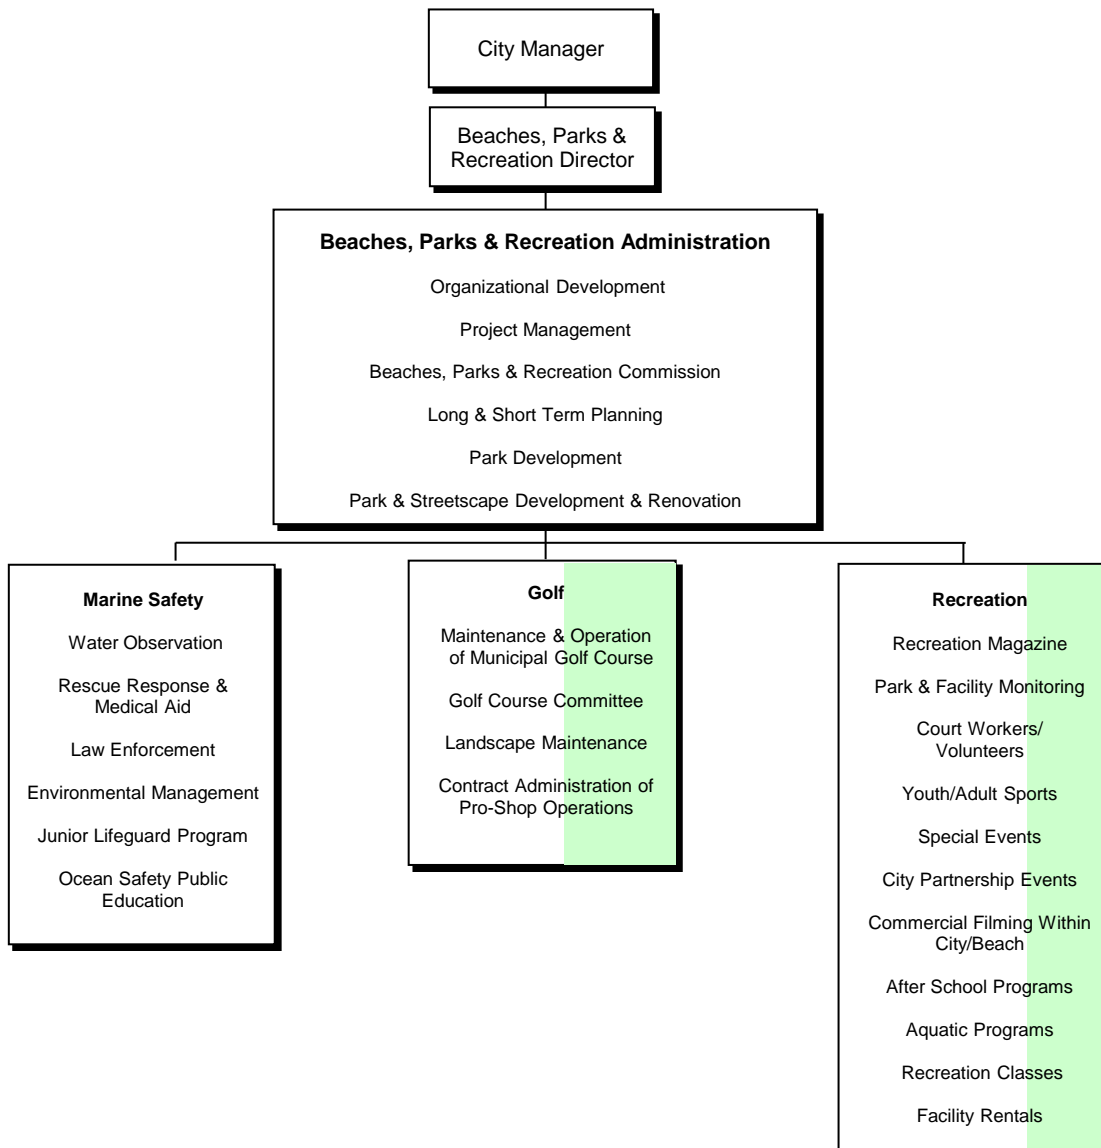 City Manager
Beaches, Parks &
Recreation Director
Beaches, Parks & Recreation Administration
Organizational Development
Project Management
Beaches, Parks & Recreation Commission
Long & Short Term Planning
Park Development
Park & Streetscape Development & Renovation
Marine Safety
Water Observation
Rescue Response &
Medical Aid
Law Enforcement
Environmental Management
Junior Lifeguard Program
Ocean Safety Public
Education
Golf
Maintenance & Operation
of Municipal Golf Course
Golf Course Committee
Landscape Maintenance
Contract Administration of
Pro-Shop Operations
Recreation
Recreation Magazine
Park & Facility Monitoring
Court Workers/
Volunteers
Youth/Adult Sports
Special Events
City Partnership Events
Commercial Filming Within
City/Beach
After School Programs
Aquatic Programs
Recreation Classes
Facility Rentals